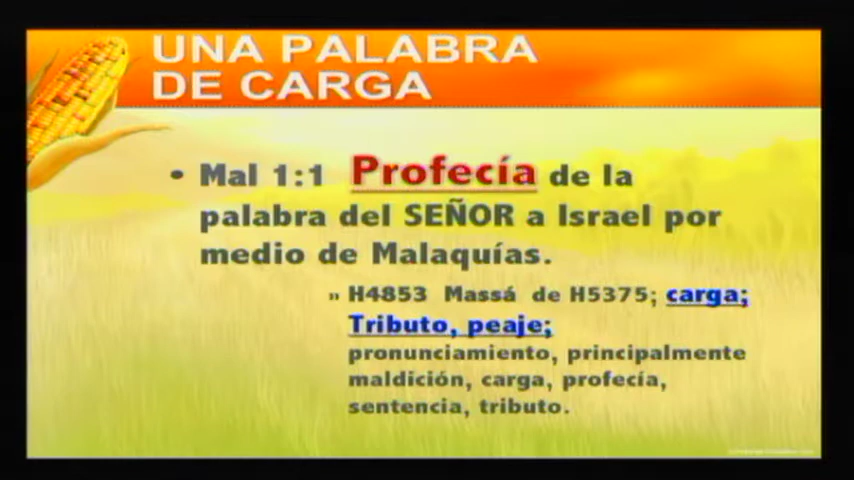 UNA PALABRA
DE CARGA
• Mal 1:1 Profecía de la
palabra del SEÑOR a Israel por
medio de Malaquías.
» H4853 Massá de H5375; carga;
Tributo, peaje;
pronunciamiento, principalmente
maldición, carga, profecía,
sentencia, tributo.